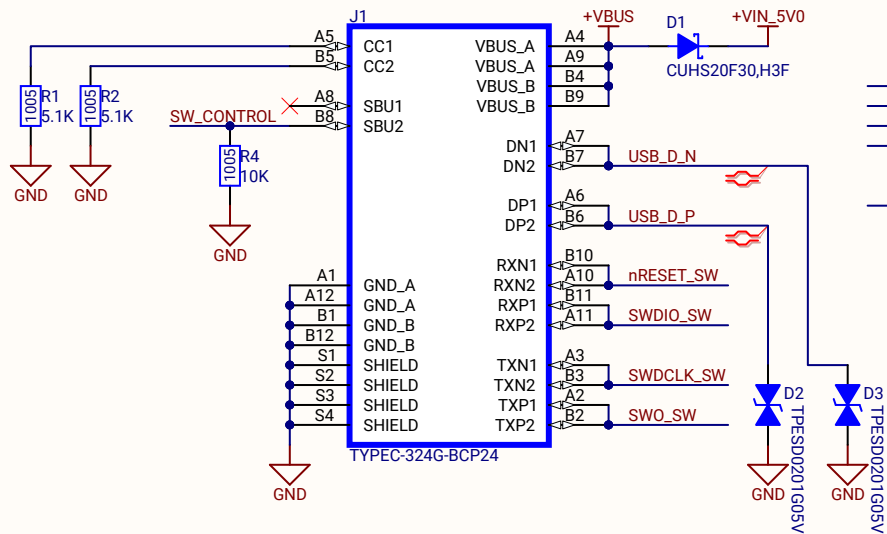 J1
+VBUS
D1
+VIN_5V0
CUHS20F30,H3F
A5 CC1
B5 CC2
A8 SBU1
SW_CONTROL B8 SBU2
VBUS_A A4
VBUS_A A9
VBUS_B B4
VBUS_B B9
1005 R1
5.1K
GND
1005 R2
5.1K
GND
1005 R4
10K
GND
DN1 A7
DN2 B7 USB_D_N
DP1 A6
DP2 B6 USB_D_P
RXN1 B10
RXN2 A10 nRESET_SW
RXP1 B11
RXP2 A11 SWDIO_SW
TXN1 A3
TXN2 B3 SWDCLK_SW
TXP1 A2
TXP2 B2 SWO_SW
A1 GND_A
A12 GND_A
B1 GND_B
B12 GND_B
S1 SHIELD
S2 SHIELD
S3 SHIELD
S4 SHIELD
GND
TYPEC-324G-BCP24
D2
TPESD0201G05V
GND
D3
TPESD0201G05V
GND